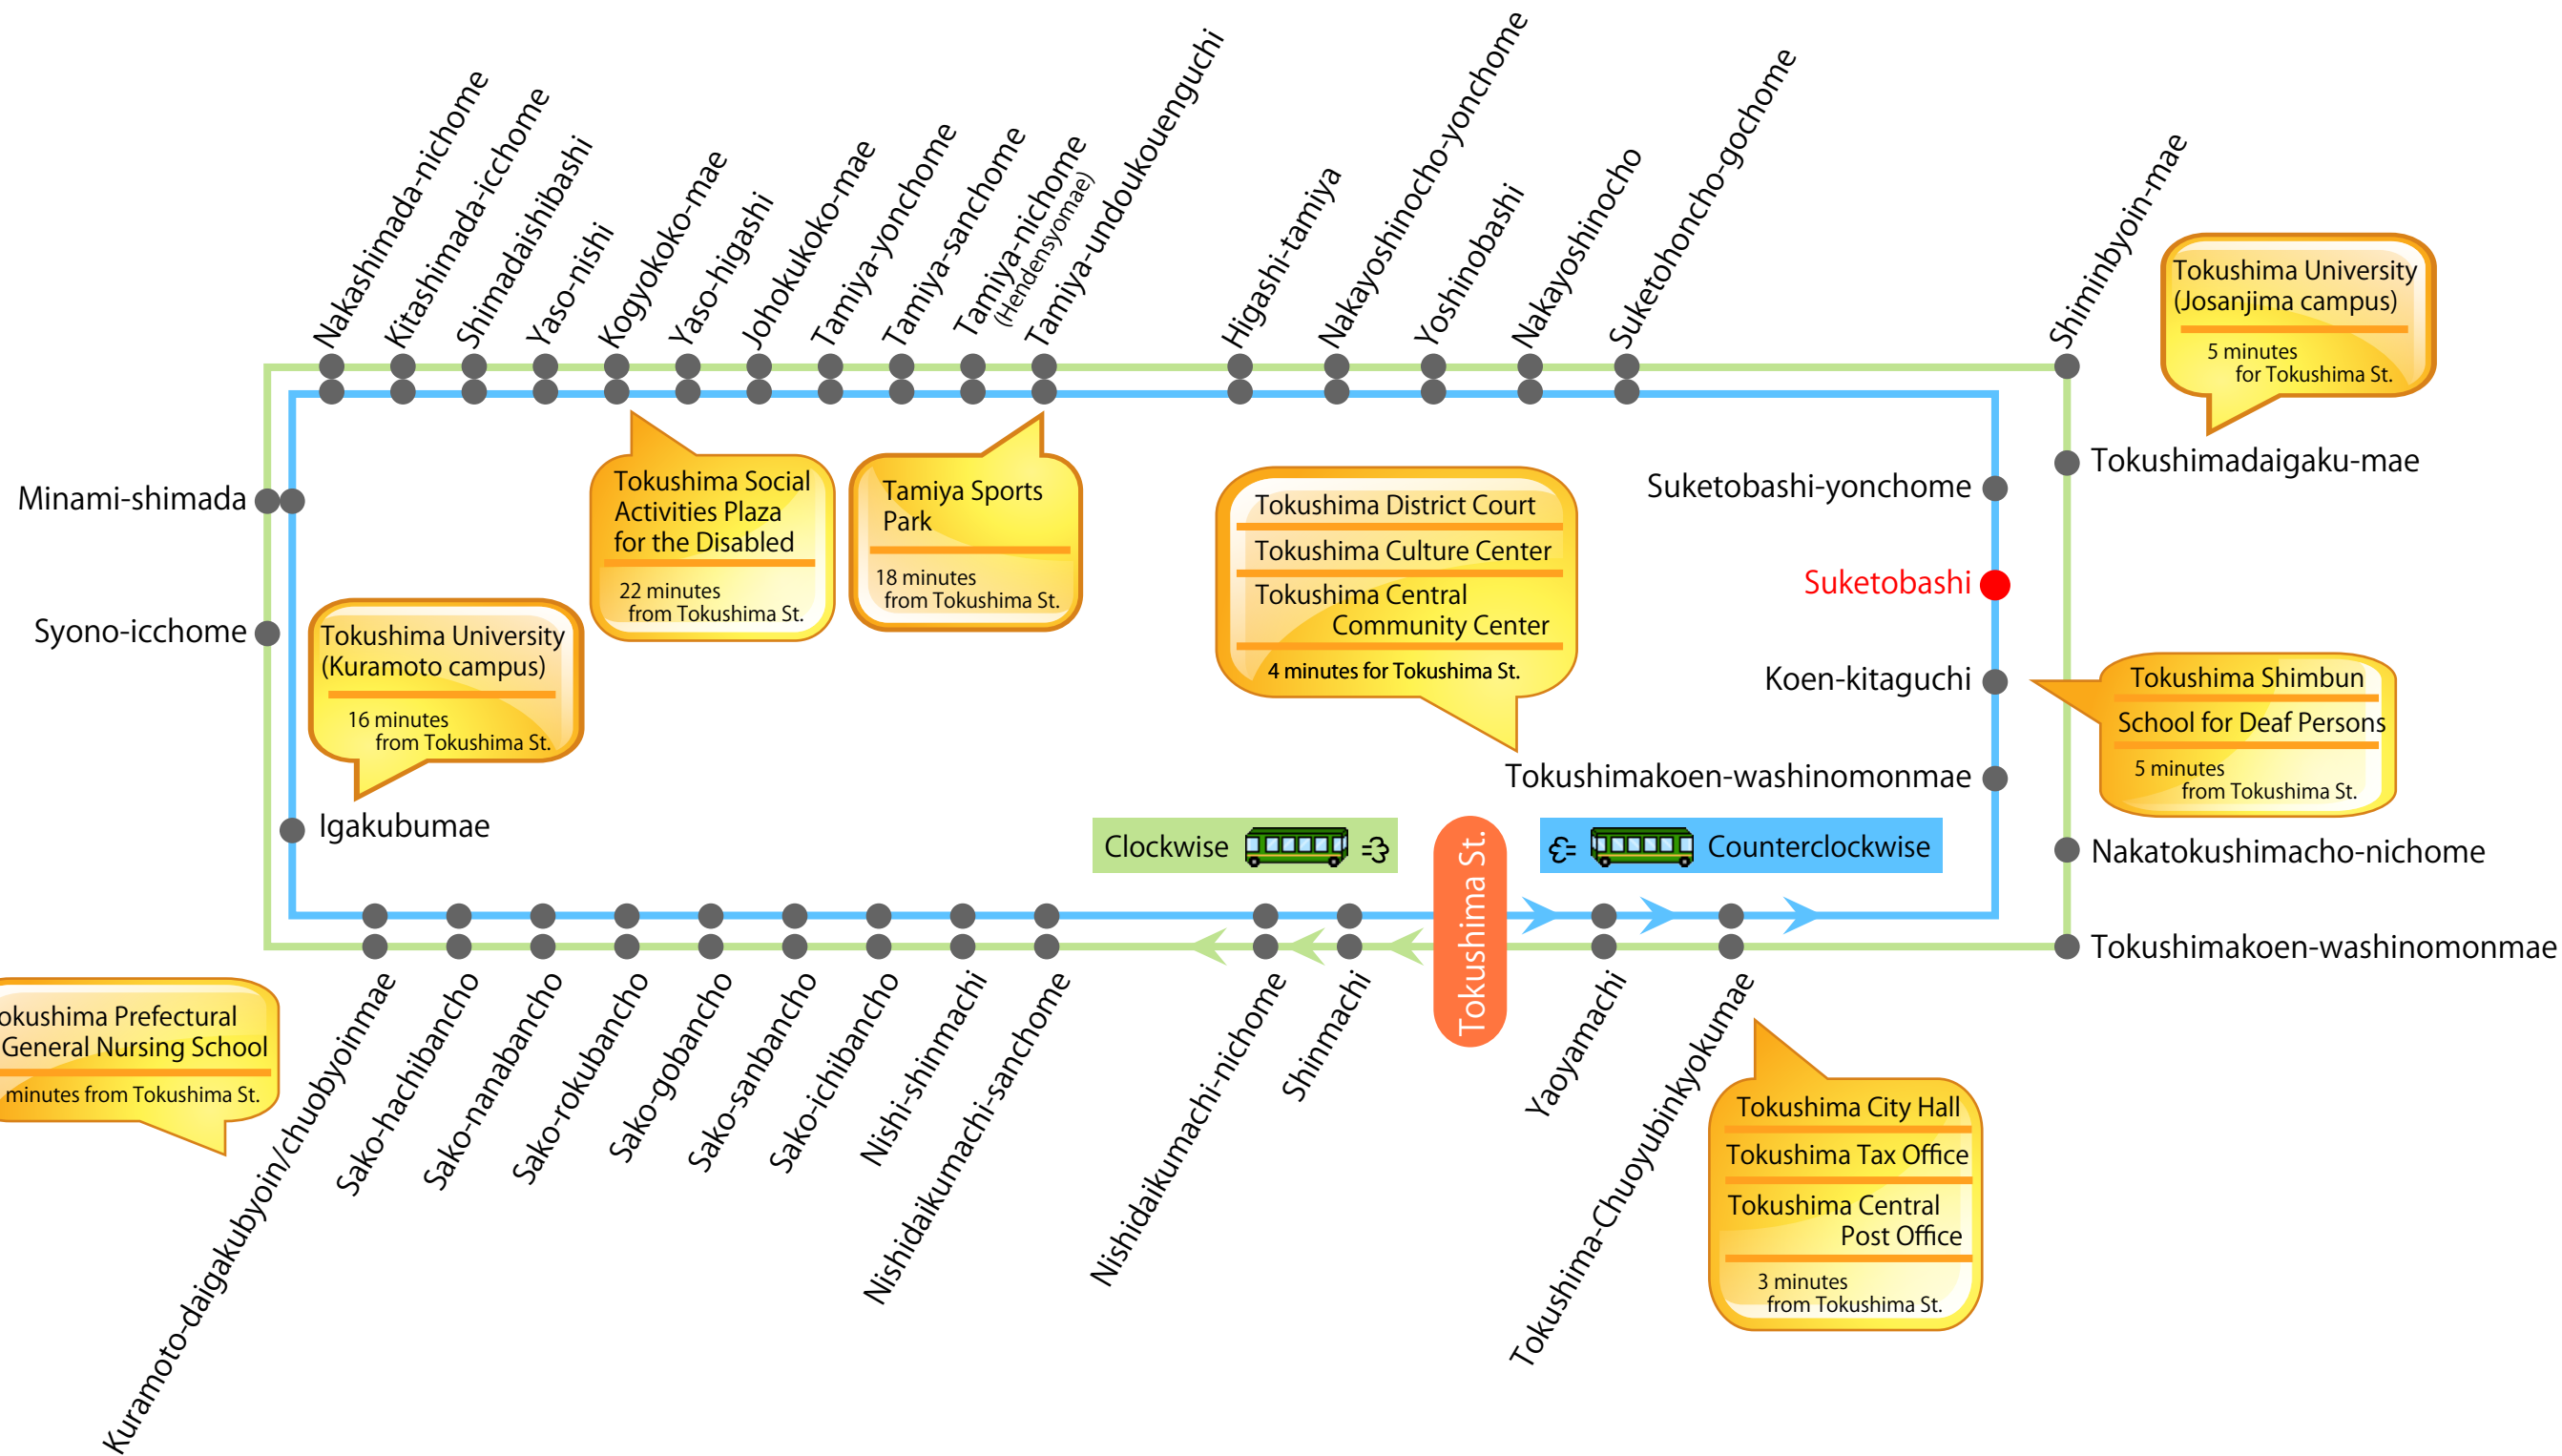 Nakashimada-nichome
Kitashimada-icchome
Shimadaishibashi
Yaso-nishi
Kogyokoko-mae
Yaso-higashi
Johokukoko-mae
Tamiya-yonchome
Tamiya-sanchome
Tamiya-nichome
(Hendensyomae)
Tamiya-undoukouenguchi
Higashi-tamiya
Nakayoshinocho-yonchome
Yoshinobashi
Nakayoshinocho
Suketohoncho-gochome
Shiminbyoin-mae
Tokushima University
(Josanjima campus)
5 minutes
for Tokushima St.
Tokushimadaigaku-mae
Minami-shimada
Syono-icchome
Tokushima Social
Activities Plaza
for the Disabled
22 minutes
from Tokushima St.
Tamiya Sports
Park
18 minutes
from Tokushima St.
Tokushima District Court
Tokushima Culture Center
Tokushima Central
Community Center
4 minutes for Tokushima St.
Suketobashi-yonchome
Suketobashi
Koen-kitaguchi
Tokushimakoen-washinomonmae
Tokushima Shimbun
School for Deaf Persons
5 minutes
from Tokushima St.
Tokushima University
(Kuramoto campus)
16 minutes
from Tokushima St.
Igakubumae
Clockwise
Tokushima St.
Counterclockwise
Nakatokushimacho-nichome
Tokushimakoen-washinomonmae
okushima Prefectural
General Nursing School
minutes from Tokushima St.
Kuramoto-daigakubyoin/chuobyoinmae
Sako-hachibancho
Sako-nanabancho
Sako-rokubancho
Sako-gobancho
Sako-sanbancho
Sako-ichibancho
Nishi-shinmachi
Nishidaikumachi-sanchome
Nishidaikumachi-nichome
Shinmachi
Yaoyamachi
Tokushima-Chuoyubinkyokumae
Tokushima City Hall
Tokushima Tax Office
Tokushima Central
Post Office
3 minutes
from Tokushima St.